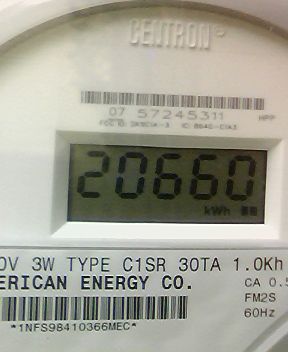 CENTRON
07 57245311 HPP
20660
kWh
0V 3W TYPE C1SR 30TA 1.0Kh
ERICAN ENERGY CO. CA 0.5
FM2S
*1NFS98410366MEC* 60Hz